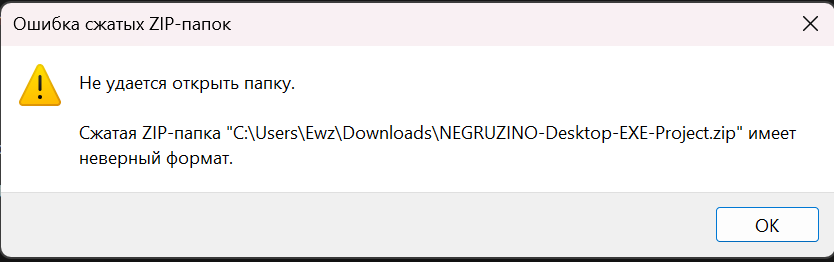 Ошибка сжатых ZIP-папок
Не удается открыть папку.
Сжатая ZIP-папка "C:\Users\Ewz\Downloads\NEGRUZINO-Desktop-EXE-Project.zip" имеет
неверный формат.
OK